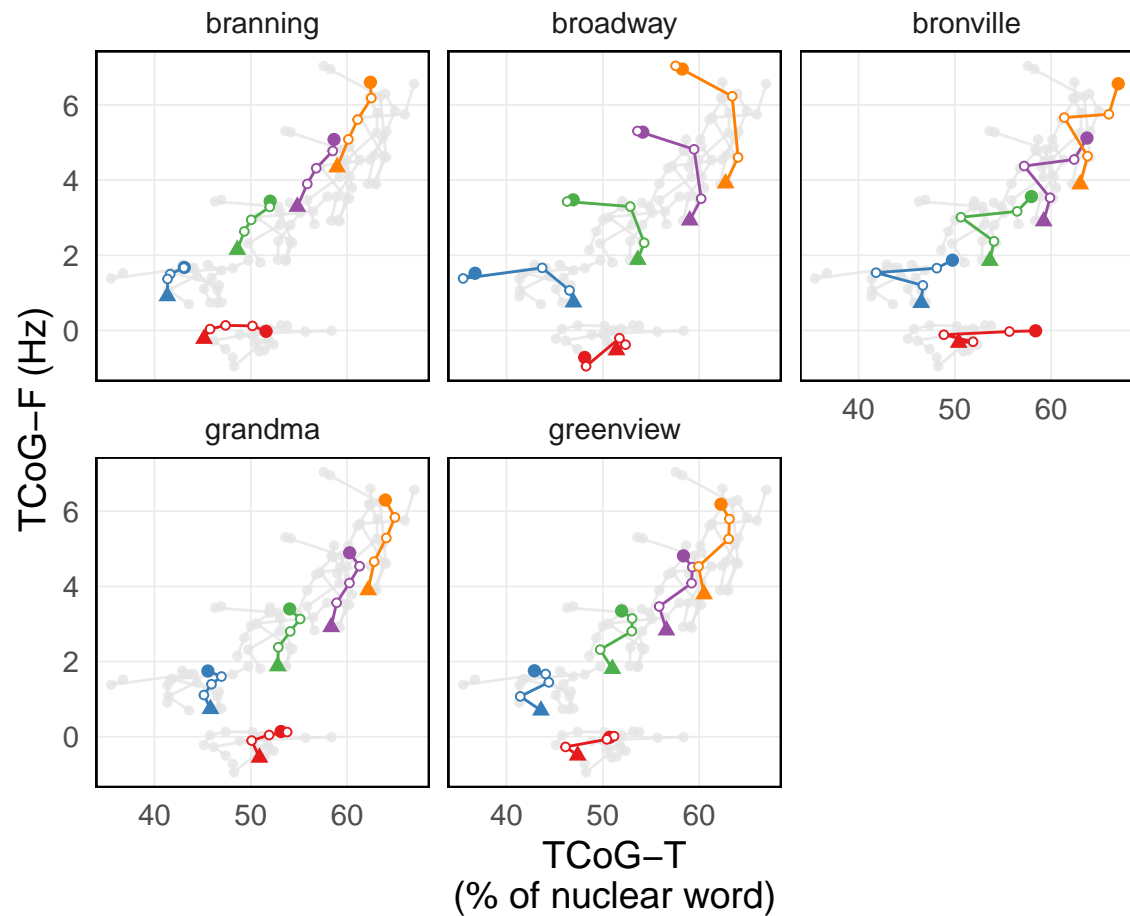 branning
broadway
bronville
6
4
2
0
40
50
60
grandma
greenview
6
4
2
0
40
50
60
40
50
60
TCoG−F (Hz)
TCoG−T
(% of nuclear word)